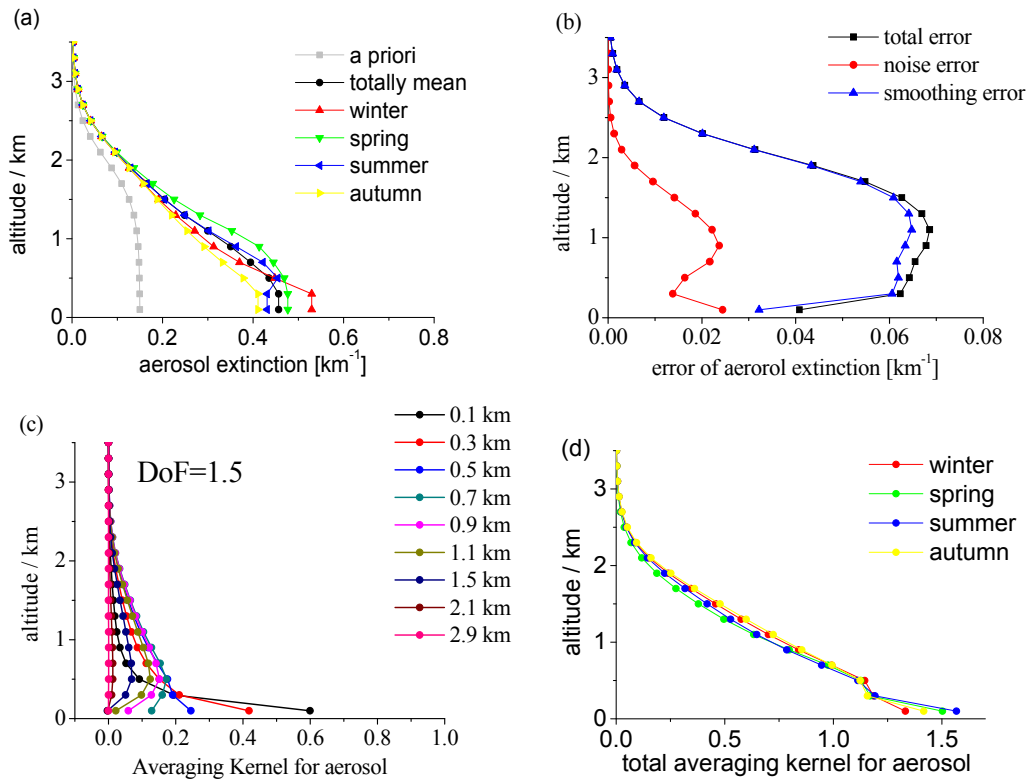 (a)
a priori
totally mean
winter
spring
summer
autumn
altitude / km
3
2
1
0
0.0 0.2 0.4 0.6 0.8
aerosol extinction [km-1]
(b)
total error
noise error
smoothing error
altitude / km
3
2
1
0
0.00 0.02 0.04 0.06 0.08
error of aerorol extinction [km-1]
(c)
DoF=1.5
0.1 km
0.3 km
0.5 km
0.7 km
0.9 km
1.1 km
1.5 km
2.1 km
2.9 km
altitude / km
3
2
1
0
0.0 0.2 0.4 0.6 0.8 1.0
Averaging Kernel for aerosol
(d)
winter
spring
summer
autumn
altitude / km
3
2
1
0
0.0 0.5 1.0 1.5
total averaging kernel for aerosol